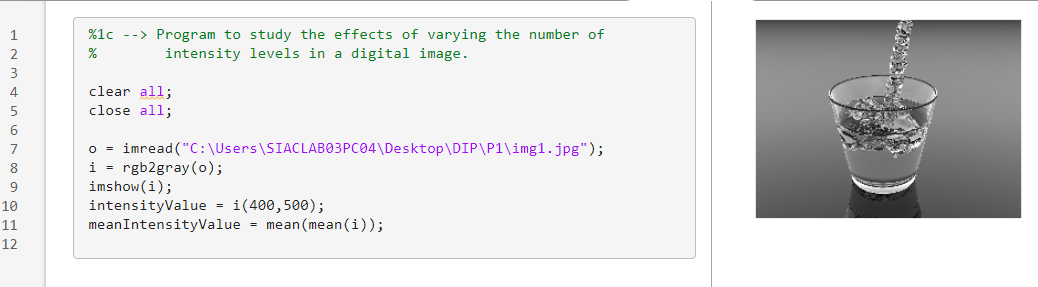 1 %1c --> Program to study the effects of varying the number of
2 %        intensity levels in a digital image.
3
4 clear all;
5 close all;
6
7 o = imread("C:\Users\SIACLAB03PC04\Desktop\DIP\P1\img1.jpg");
8 i = rgb2gray(o);
9 imshow(i);
10 intensityValue = i(400,500);
11 meanIntensityValue = mean(mean(i));
12